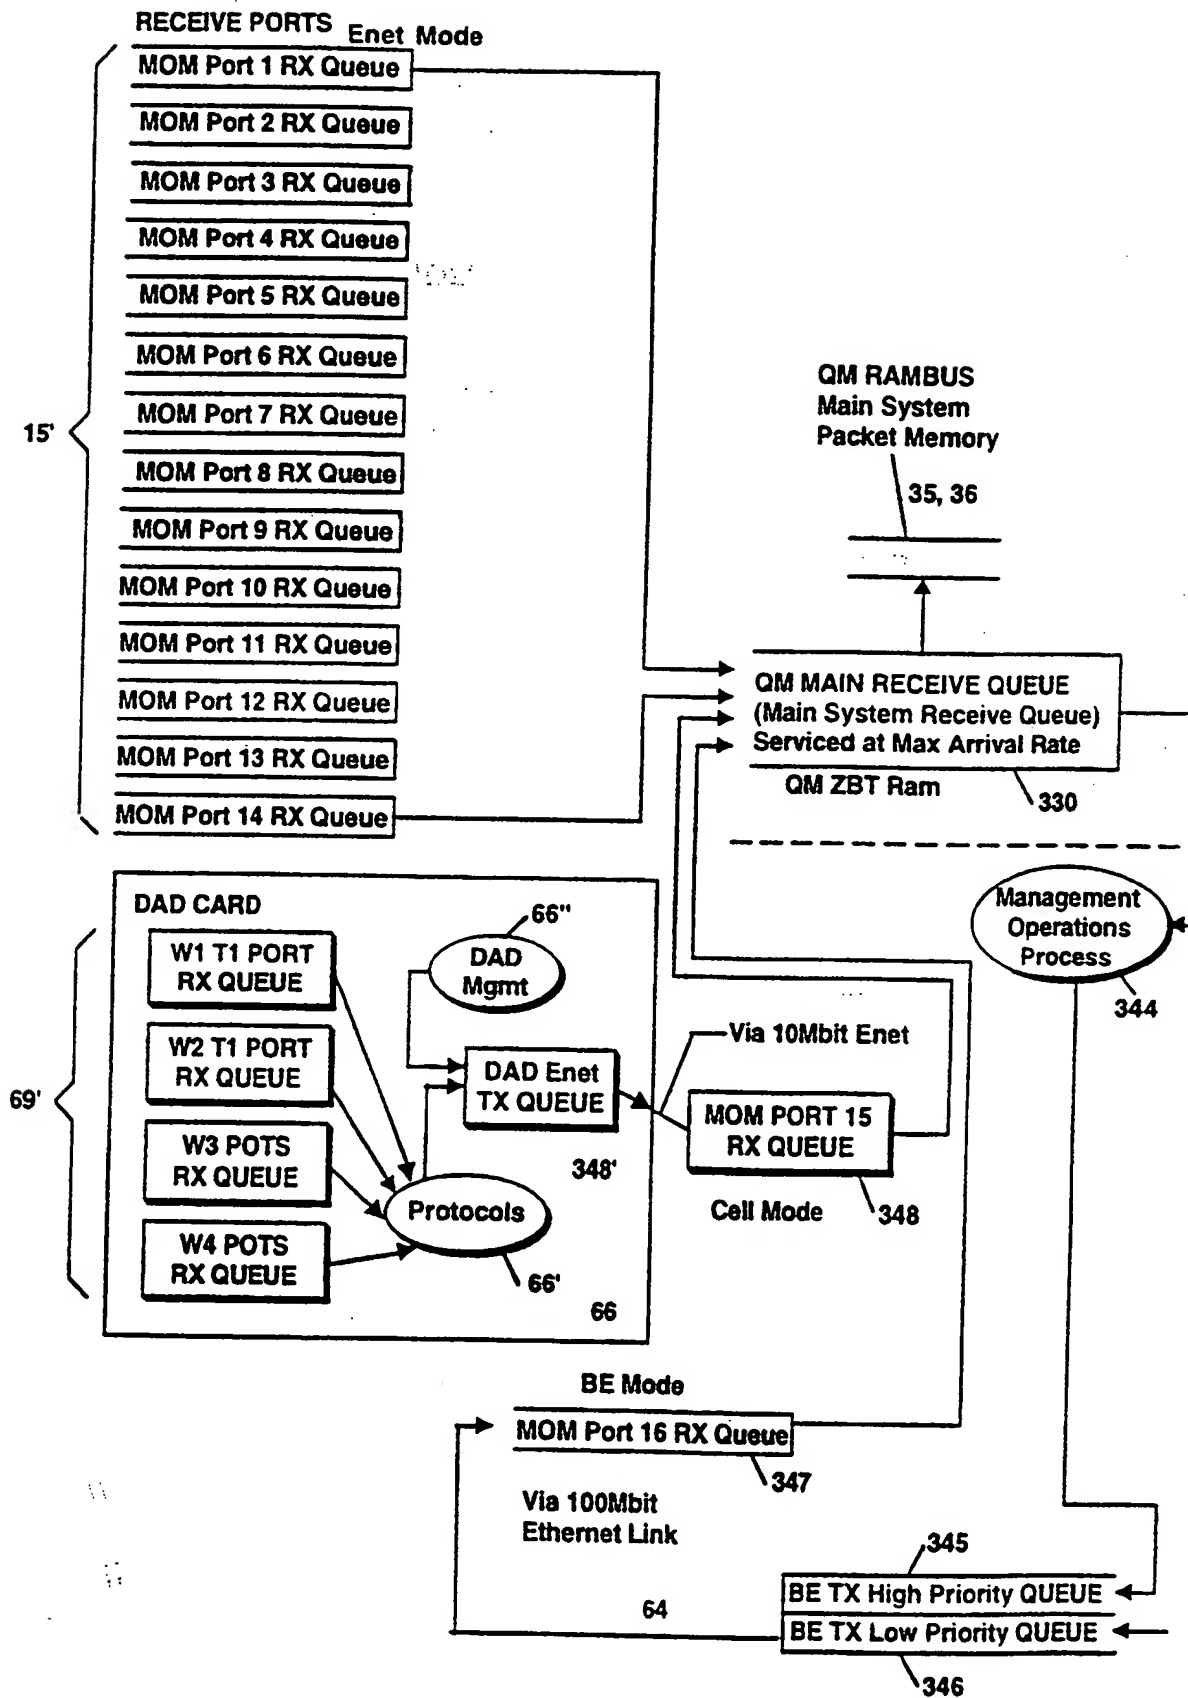 RECEIVE PORTS Enet Mode
MOM Port 1 RX Queue
MOM Port 2 RX Queue
MOM Port 3 RX Queue
MOM Port 4 RX Queue
MOM Port 5 RX Queue
MOM Port 6 RX Queue
MOM Port 7 RX Queue
MOM Port 8 RX Queue
MOM Port 9 RX Queue
MOM Port 10 RX Queue
MOM Port 11 RX Queue
MOM Port 12 RX Queue
MOM Port 13 RX Queue
MOM Port 14 RX Queue
15'
QM RAMBUS
Main System
Packet Memory
35, 36
QM MAIN RECEIVE QUEUE
(Main System Receive Queue)
Serviced at Max Arrival Rate
QM ZBT Ram
330
Management
Operations
Process
344
DAD CARD
W1 T1 PORT
RX QUEUE
W2 T1 PORT
RX QUEUE
W3 POTS
RX QUEUE
W4 POTS
RX QUEUE
69'
66"
DAD
Mgmt
DAD Enet
TX QUEUE
348'
Protocols
66'
66
Via 10Mbit Enet
MOM PORT 15
RX QUEUE
Cell Mode
348
BE Mode
MOM Port 16 RX Queue
347
Via 100Mbit
Ethernet Link
64
345
BE TX High Priority QUEUE
BE TX Low Priority QUEUE
346